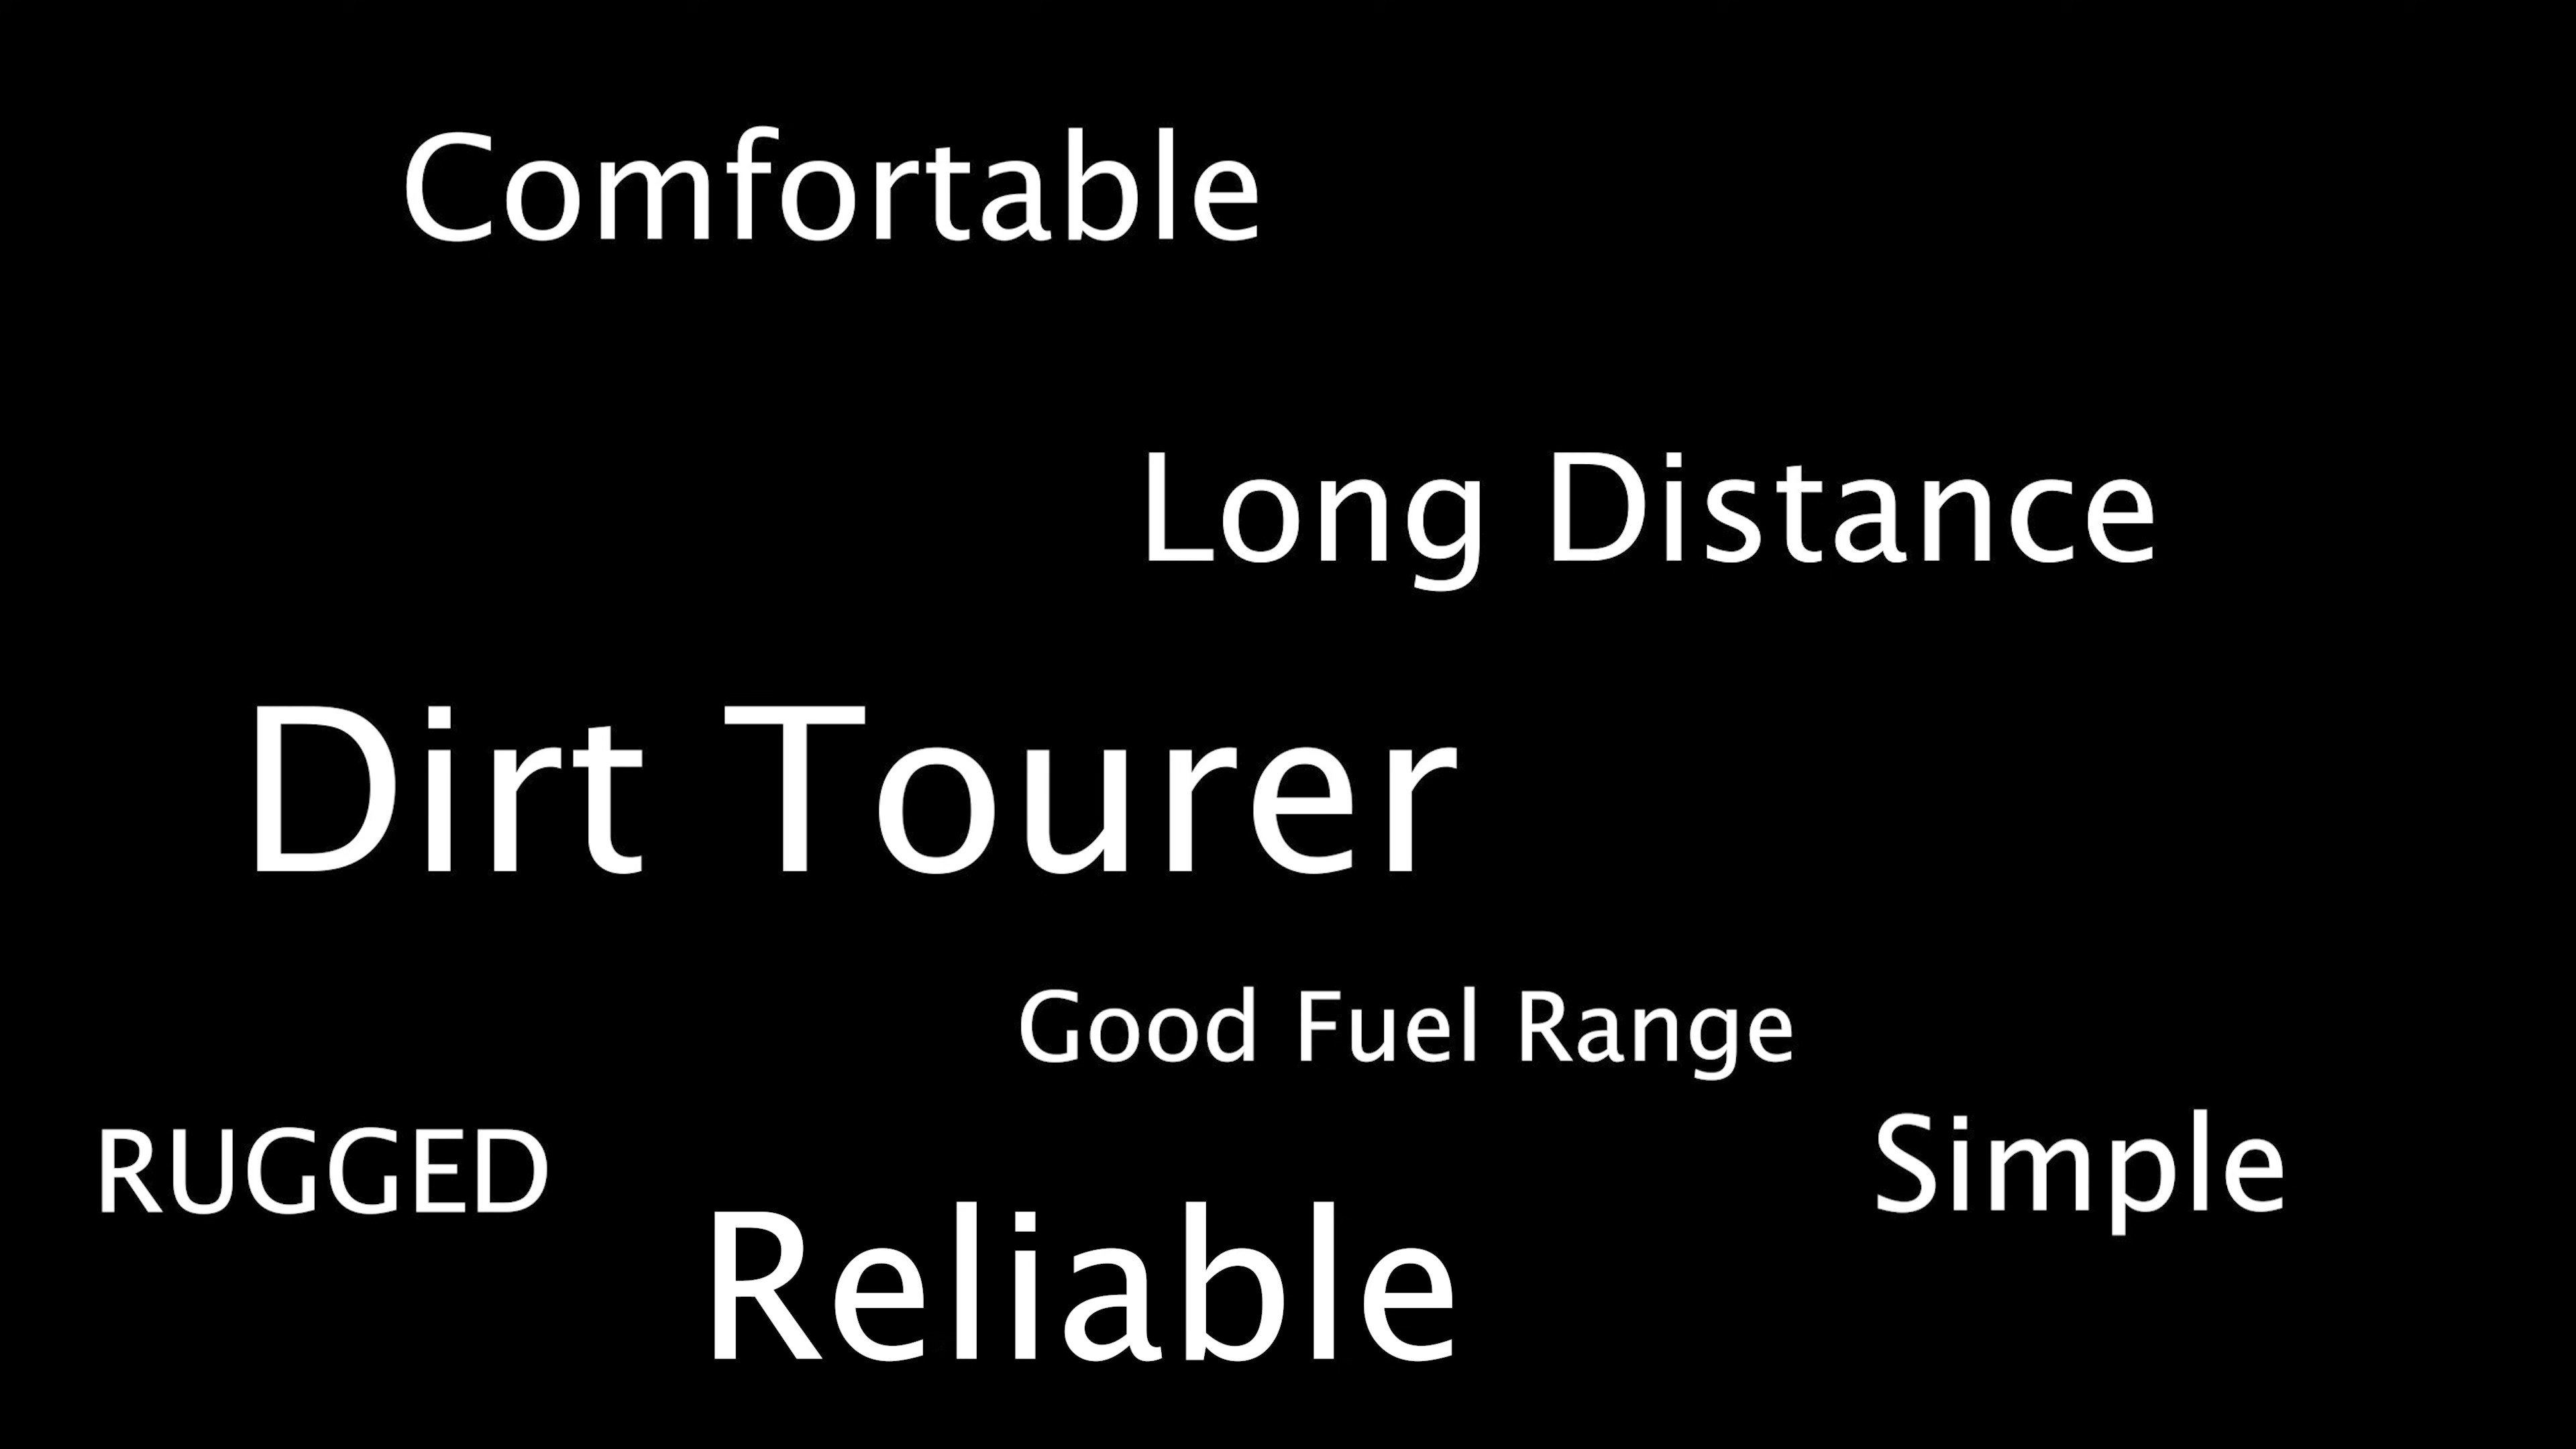 Comfortable
Long Distance
Dirt Tourer
Good Fuel Range
RUGGED
Simple
Reliable